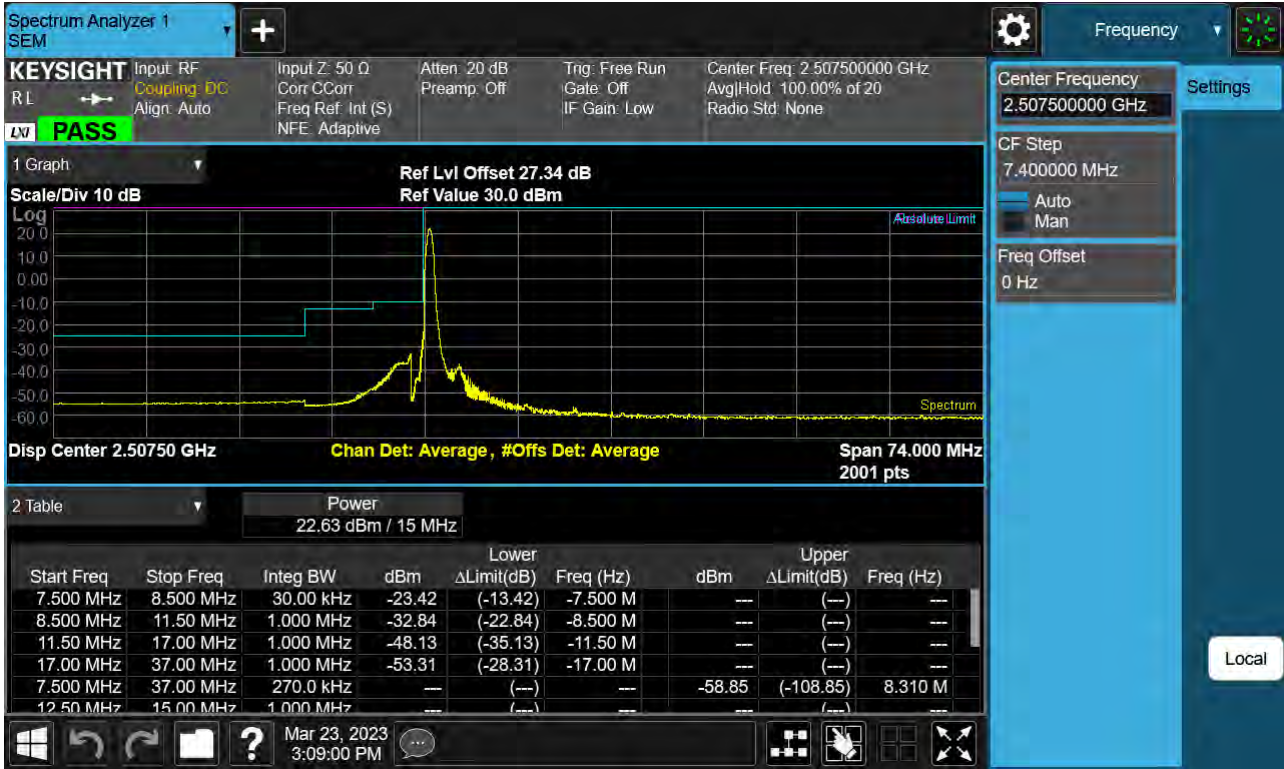 Spectrum Analyzer 1
SEM
Frequency
KEYSIGHT
Input: RF
Coupling: DC
Align: Auto
Input Z: 50 Ω
Corr CCorr
Freq Ref: Int (S)
NFE: Adaptive
Atten: 20 dB
Preamp: Off
Trig: Free Run
Gate: Off
IF Gain: Low
Center Freq: 2.507500000 GHz
Avg|Hold: 100.00% of 20
Radio Std: None
R L
LXI PASS
Center Frequency
2.507500000 GHz
Settings
CF Step
7.400000 MHz
Auto
Man
Freq Offset
0 Hz
1 Graph
Scale/Div 10 dB
Ref Lvl Offset 27.34 dB
Ref Value 30.0 dBm
Log
20.0
10.0
0.00
-10.0
-20.0
-30.0
-40.0
-50.0
-60.0
Limit
Spectrum
Disp Center 2.50750 GHz Chan Det: Average, #Offs Det: Average Span 74.000 MHz
2001 pts
2 Table
Power
22.63 dBm / 15 MHz
Lower Upper
Start Freq Stop Freq Integ BW dBm ΔLimit(dB) Freq (Hz) dBm ΔLimit(dB) Freq (Hz)
7.500 MHz 8.500 MHz 30.00 kHz -23.42 (-13.42) -7.500 M --- (---) ---
8.500 MHz 11.50 MHz 1.000 MHz -32.84 (-22.84) -8.500 M --- (---) ---
11.50 MHz 17.00 MHz 1.000 MHz -48.13 (-35.13) -11.50 M --- (---) ---
17.00 MHz 37.00 MHz 1.000 MHz -53.31 (-28.31) -17.00 M --- (---) ---
7.500 MHz 37.00 MHz 270.0 kHz --- (---) --- -58.85 (-108.85) 8.310 M
12.50 MHz 15.00 MHz 1.000 MHz --- (---) --- --- (---) ---
Local
? Mar 23, 2023
3:09:00 PM